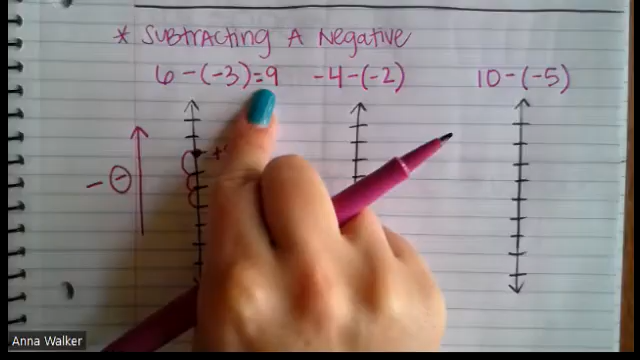 * Subtracting A Negative
6 - (-3) = 9 -4 - (-2) 10 - (-5)
- ⊖
Anna Walker